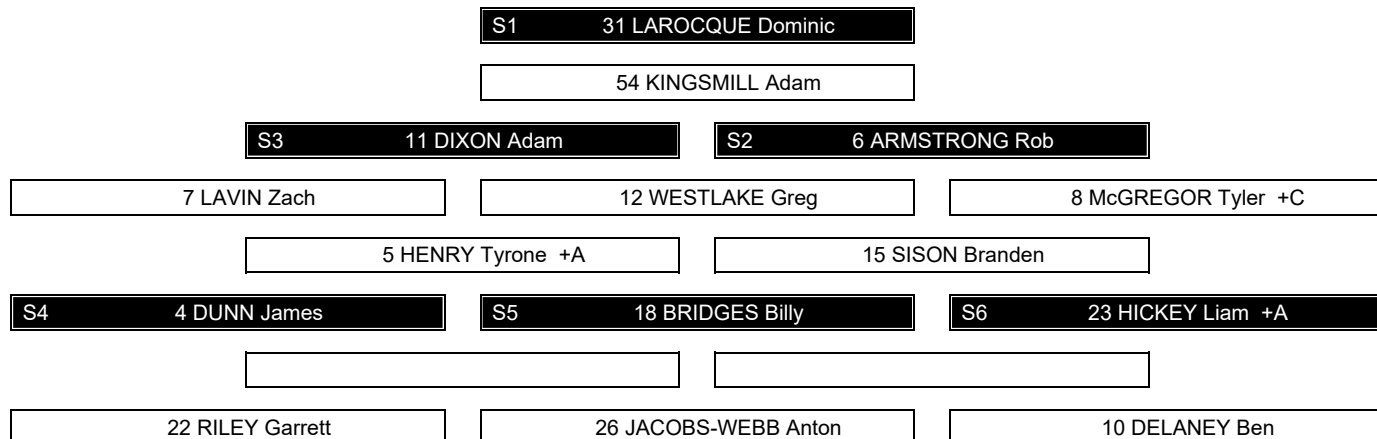 S1 31 LAROCQUE Dominic
54 KINGSMILL Adam
S3 11 DIXON Adam S2 6 ARMSTRONG Rob
7 LAVIN Zach 12 WESTLAKE Greg 8 McGREGOR Tyler +C
5 HENRY Tyrone +A 15 SISON Branden
S4 4 DUNN James S5 18 BRIDGES Billy S6 23 HICKEY Liam +A
22 RILEY Garrett 26 JACOBS-WEBB Anton 10 DELANEY Ben